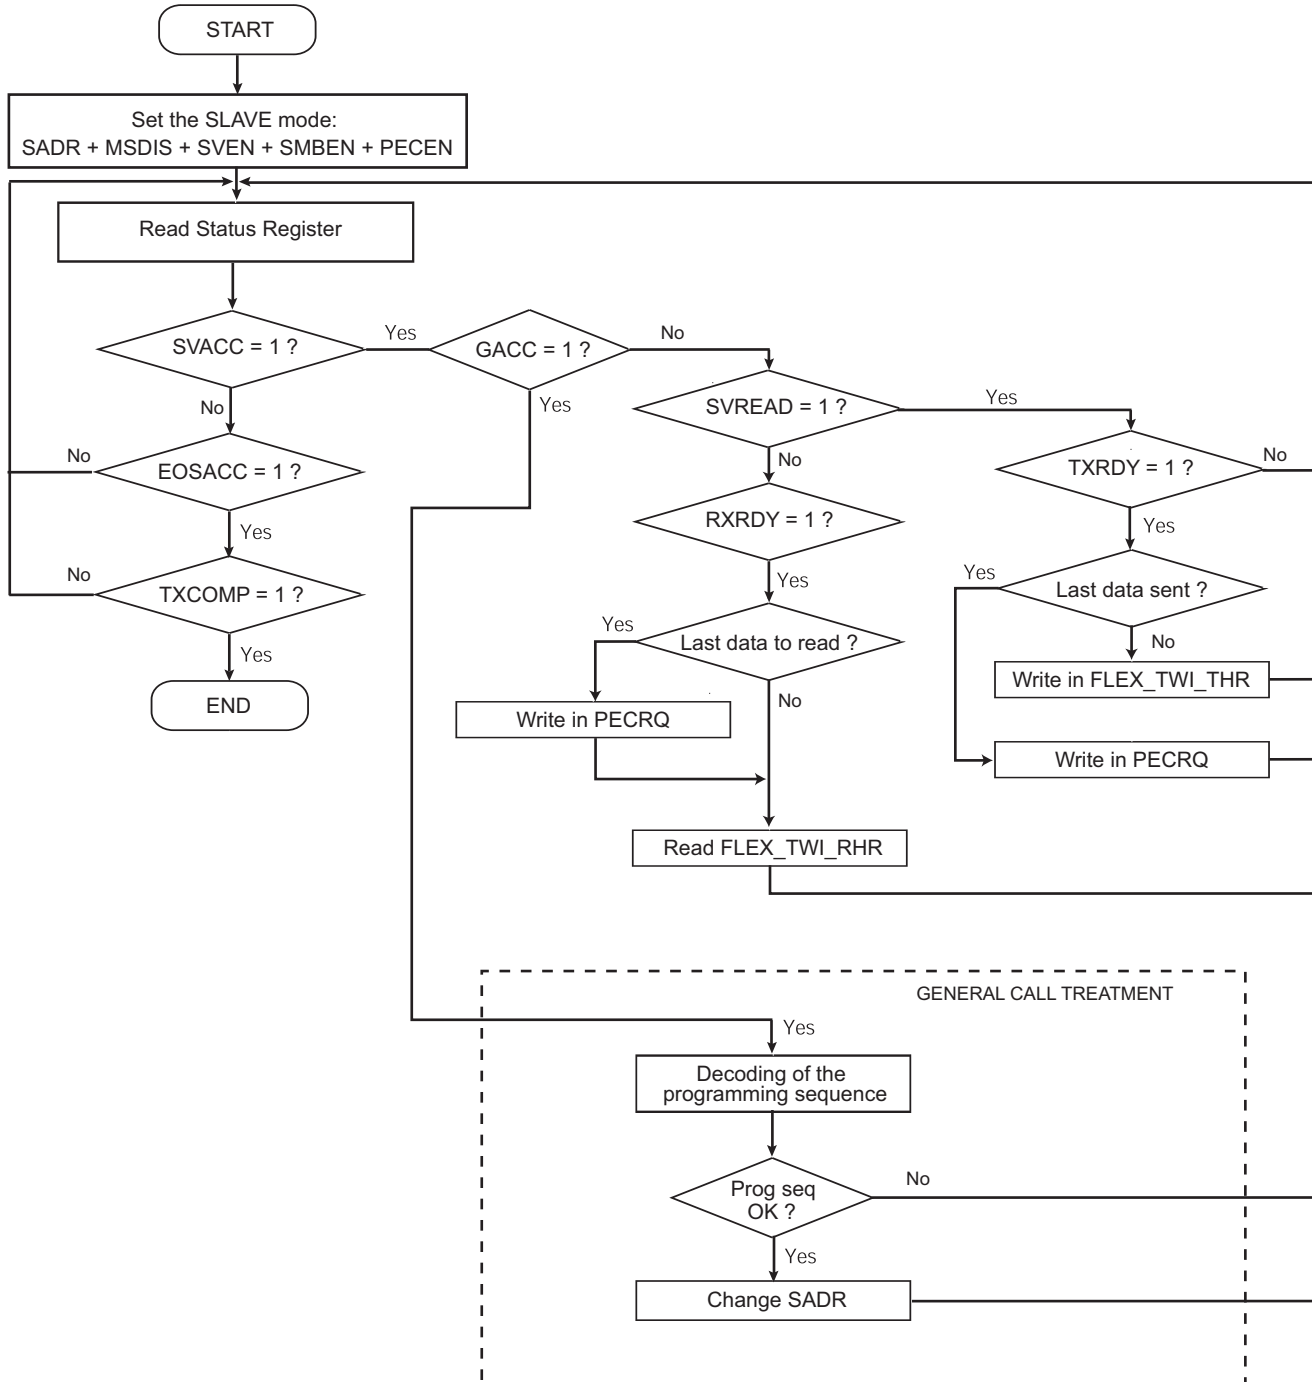 START
Set the SLAVE mode:
SADR + MSDIS + SVEN + SMBEN + PECEN
Read Status Register
SVACC = 1 ?
Yes
GACC = 1 ?
No
No
Yes
SVREAD = 1 ?
Yes
No
EOSACC = 1 ?
No
TXRDY = 1 ?
No
RXRDY = 1 ?
Yes
Yes
No
TXCOMP = 1 ?
Yes
Yes
Last data sent ?
Yes
Last data to read ?
No
Yes
Write in FLEX_TWI_THR
END
No
Write in PECRQ
Write in PECRQ
Read FLEX_TWI_RHR
GENERAL CALL TREATMENT
Yes
Decoding of the
programming sequence
Prog seq
OK ?
No
Yes
Change SADR